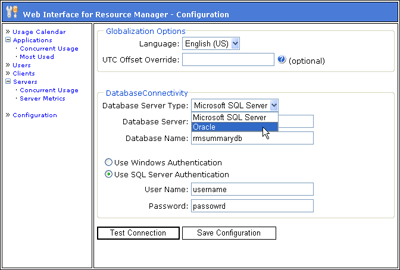 Web Interface for Resource Manager - Configuration
Usage Calendar
Applications
Concurrent Usage
Most Used
Users
Clients
Servers
Concurrent Usage
Server Metrics
Configuration
Globalization Options
Language: English (US)
UTC Offset Override: (optional)
DatabaseConnectivity
Database Server Type: Microsoft SQL Server
Microsoft SQL Server
Database Server: Oracle
Database Name: rmsummarydb
Use Windows Authentication
Use SQL Server Authentication
User Name: username
Password: passowrd
Test Connection Save Configuration